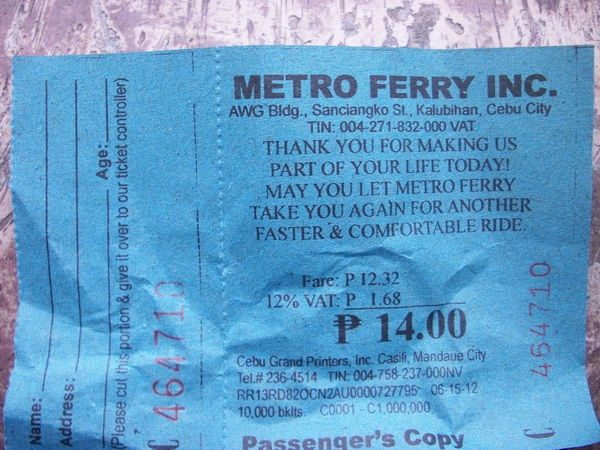 METRO FERRY INC.
AWG Bldg., Sanciangko St., Kalubihan, Cebu City
TIN: 004-271-832-000 VAT
THANK YOU FOR MAKING US
PART OF YOUR LIFE TODAY!
MAY YOU LET METRO FERRY
TAKE YOU AGAIN FOR ANOTHER
FASTER & COMFORTABLE RIDE.
Fare: P 12.32
12% VAT: P 1.68
₱ 14.00
Cebu Grand Printers, Inc. Casili, Mandaue City
Tel.# 236-4514 TIN: 004-758-237-000NV
RR13RD82OCN2AU0000727795 06-15-12
10,000 bkits C0001 - C1,000,000
Passenger's Copy
C 464710
Name:
Address:
Age:
(Please cut this portion & give it over to our ticket controller)
C 464710